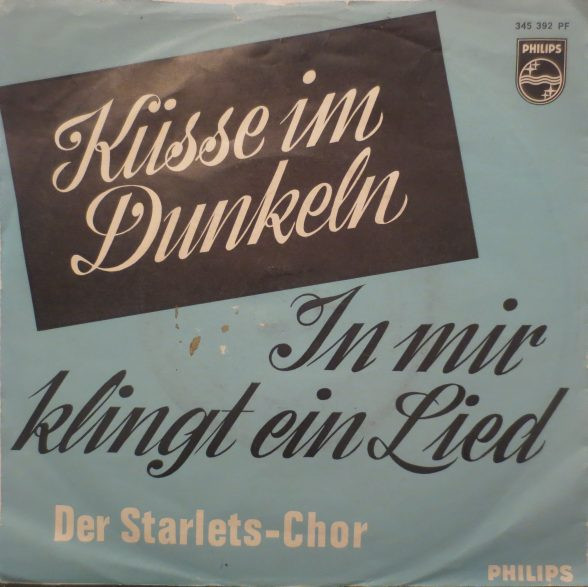 345 392 PF
PHILIPS
Küsse im
Dunkeln
In mir
klingt ein Lied
Der Starlets-Chor
PHILIPS